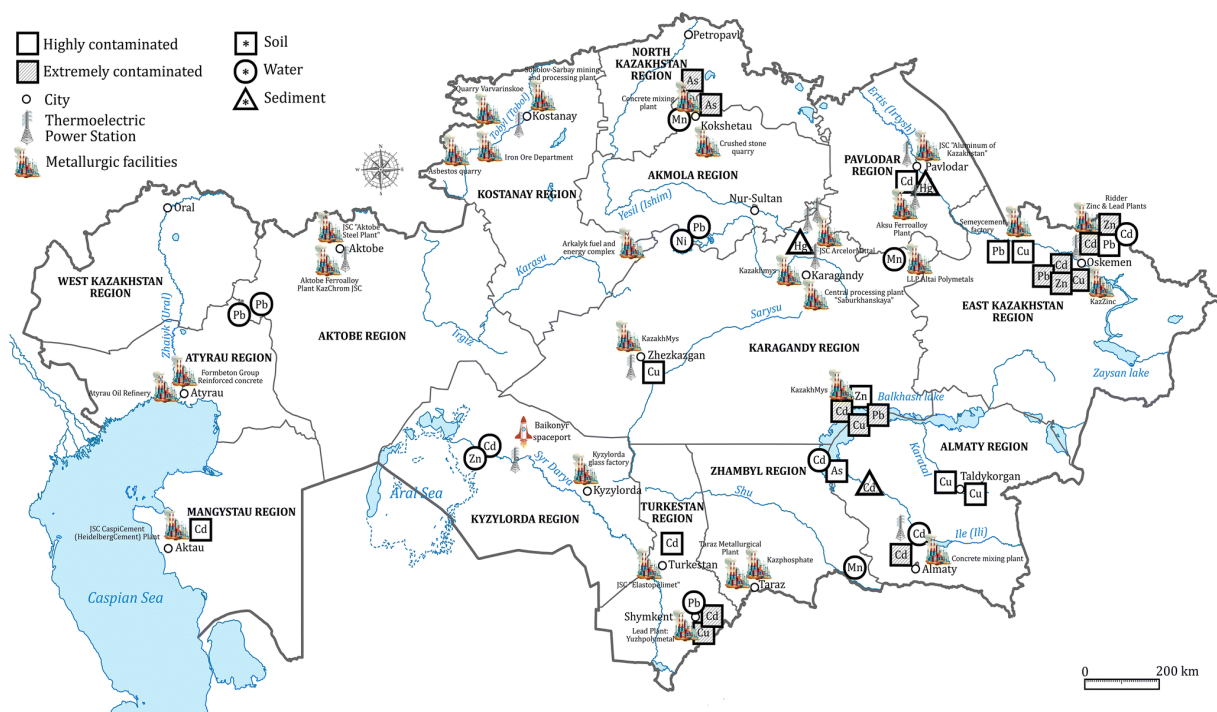 Highly contaminated
Extremely contaminated
City
Thermoelectric
Power Station
Metallurgic facilities
* Soil
* Water
* Sediment
Petropavl
NORTH
KAZAKHSTAN
REGION
As
As
Concrete mixing
plant
Mn
Kokshetau
Crushed stone
quarry
Sokolov-Sarbay mining
and processing plant
Quarry Varvarinskoe
Tobyl (Tobol)
Kostanay
Iron Ore Department
Asbestos quarry
KOSTANAY REGION
AKMOLA REGION
Yesil (Ishim)
Nur-Sultan
Pb
Ni
Arkalyk fuel and
energy complex
Ertis (Irtysh)
PAVLODAR
REGION
JSC "Aluminum of
Kazakhstan"
Pavlodar
Cd
Hg
Aksu Ferroalloy
Plant
Semeycement
factory
Ridder
Zinc & Lead Plants
Zn
Cd
Cd
Pb
Oskemen
Pb
Cu
Cd
Pb
Cu
Zn
KazZinc
EAST KAZAKHSTAN
REGION
Zaysan lake
Hg
JSC ArcelorMittal
Kazakhmys
Karagandy
Central processing plant
"Saburkhanskaya"
Mn
LLP Altai Polymetals
Oral
WEST KAZAKHSTAN
REGION
Zhaiyk (Ural)
JSC "Aktobe
Steel Plant"
Aktobe
Aktobe Ferroalloy
Plant KazChrom JSC
Karasu
Irgiz
AKTOBE REGION
Pb
Pb
ATYRAU REGION
Formbeton Group
Reinforced concrete
Atyrau Oil Refinery
Atyrau
Sarysu
KARAGANDY REGION
KazakhMys
Zhezkazgan
Cu
KazakhMys
Zn
Cd
Pb
Cu
Balkhash lake
ALMATY REGION
Karatal
Taldykorgan
Cu
Cu
Cd
As
Cd
ZHAMBYL REGION
Shu
Ile (Ili)
Cd
Cd
Concrete mixing plant
Almaty
Mn
Baikonyr
spaceport
Cd
Zn
Syr Darya
Kyzylorda
glass factory
Kyzylorda
Aral Sea
KYZYLORDA REGION
TURKESTAN
REGION
Cd
Turkestan
JSC "Elastopolimet"
Taraz Metallurgical
Plant
Kazphosphate
Taraz
Pb
Shymkent
Cd
Cu
Lead Plant:
Yuzhpolymetal
MANGYSTAU REGION
JSC CaspiCement
(HeidelbergCement) Plant
Cd
Aktau
Caspian Sea
N
W
E
S
0
200 km